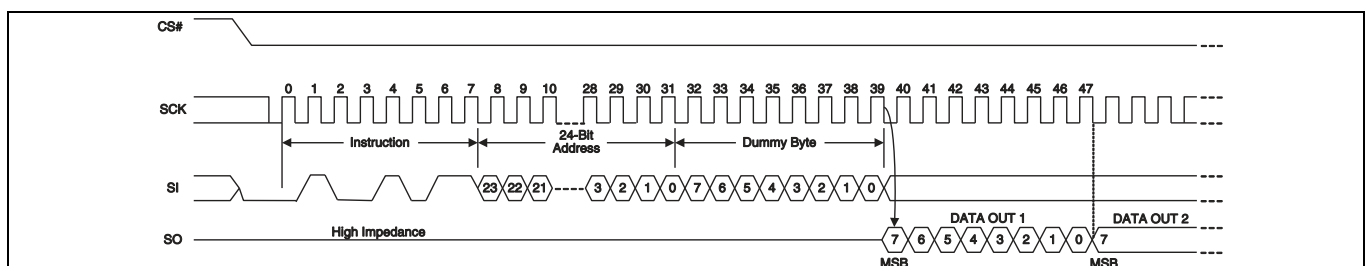 CS#
0 1 2 3 4 5 6 7 8 9 10 28 29 30 31 32 33 34 35 36 37 38 39 40 41 42 43 44 45 46 47
SCK
Instruction
24-Bit
Address
Dummy Byte
SI
23 22 21 3 2 1 0 7 6 5 4 3 2 1 0
DATA OUT 1
DATA OUT 2
SO
High Impedance
7 6 5 4 3 2 1 0 7
MSB
MSB